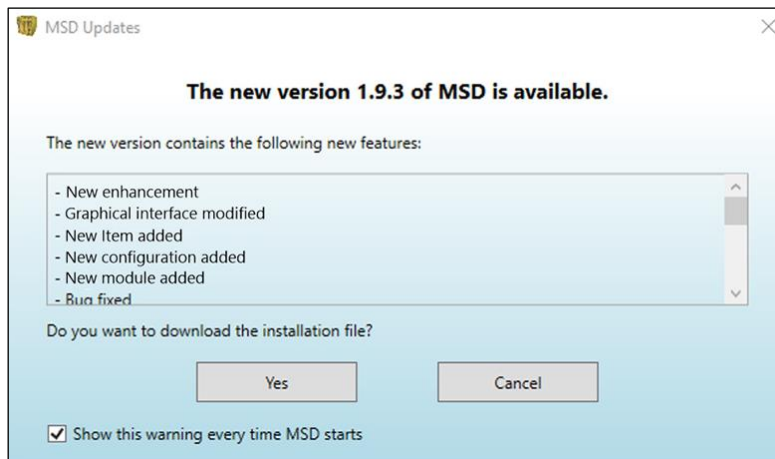 MSD Updates
The new version 1.9.3 of MSD is available.
The new version contains the following new features:
- New enhancement
- Graphical interface modified
- New Item added
- New configuration added
- New module added
- Bug fixed
Do you want to download the installation file?
Yes
Cancel
Show this warning every time MSD starts